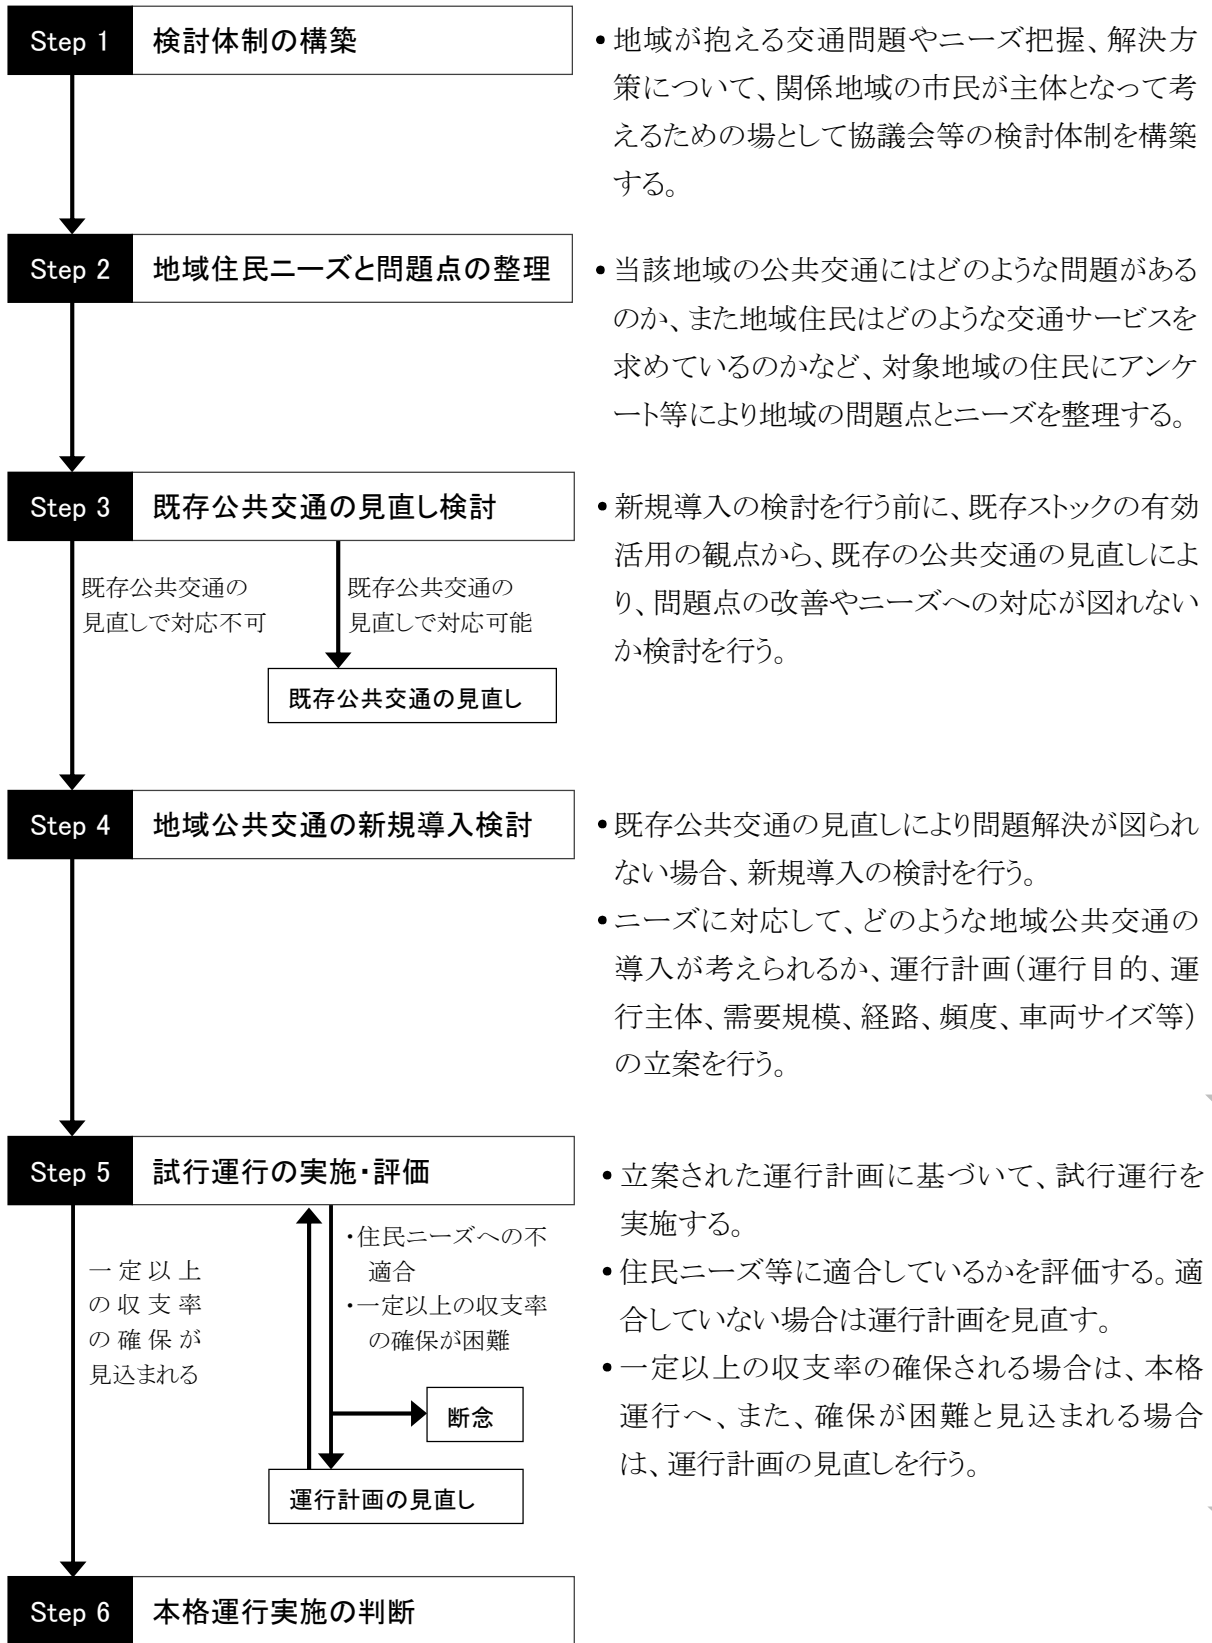 Step 1 検討体制の構築
• 地域が抱える交通問題やニーズ把握、解決方
策について、関係地域の市民が主体となって考
えるための場として協議会等の検討体制を構築
する。
Step 2 地域住民ニーズと問題点の整理
• 当該地域の公共交通にはどのような問題がある
のか、また地域住民はどのような交通サービスを
求めているのかなど、対象地域の住民にアンケ
ート等により地域の問題点とニーズを整理する。
Step 3 既存公共交通の見直し検討
• 新規導入の検討を行う前に、既存ストックの有効
活用の観点から、既存の公共交通の見直しによ
り、問題点の改善やニーズへの対応が図れない
か検討を行う。
既存公共交通の
見直しで対応不可
既存公共交通の
見直しで対応可能
既存公共交通の見直し
Step 4 地域公共交通の新規導入検討
• 既存公共交通の見直しにより問題解決が図られ
ない場合、新規導入の検討を行う。
• ニーズに対応して、どのような地域公共交通の
導入が考えられるか、運行計画(運行目的、運
行主体、需要規模、経路、頻度、車両サイズ等)
の立案を行う。
Step 5 試行運行の実施・評価
• 立案された運行計画に基づいて、試行運行を
実施する。
• 住民ニーズ等に適合しているかを評価する。適
合していない場合は運行計画を見直す。
• 一定以上の収支率の確保される場合は、本格
運行へ、また、確保が困難と見込まれる場合
は、運行計画の見直しを行う。
一定以上
の収支率
の確保が
見込まれる
・住民ニーズへの不
適合
・一定以上の収支率
の確保が困難
断念
運行計画の見直し
Step 6 本格運行実施の判断